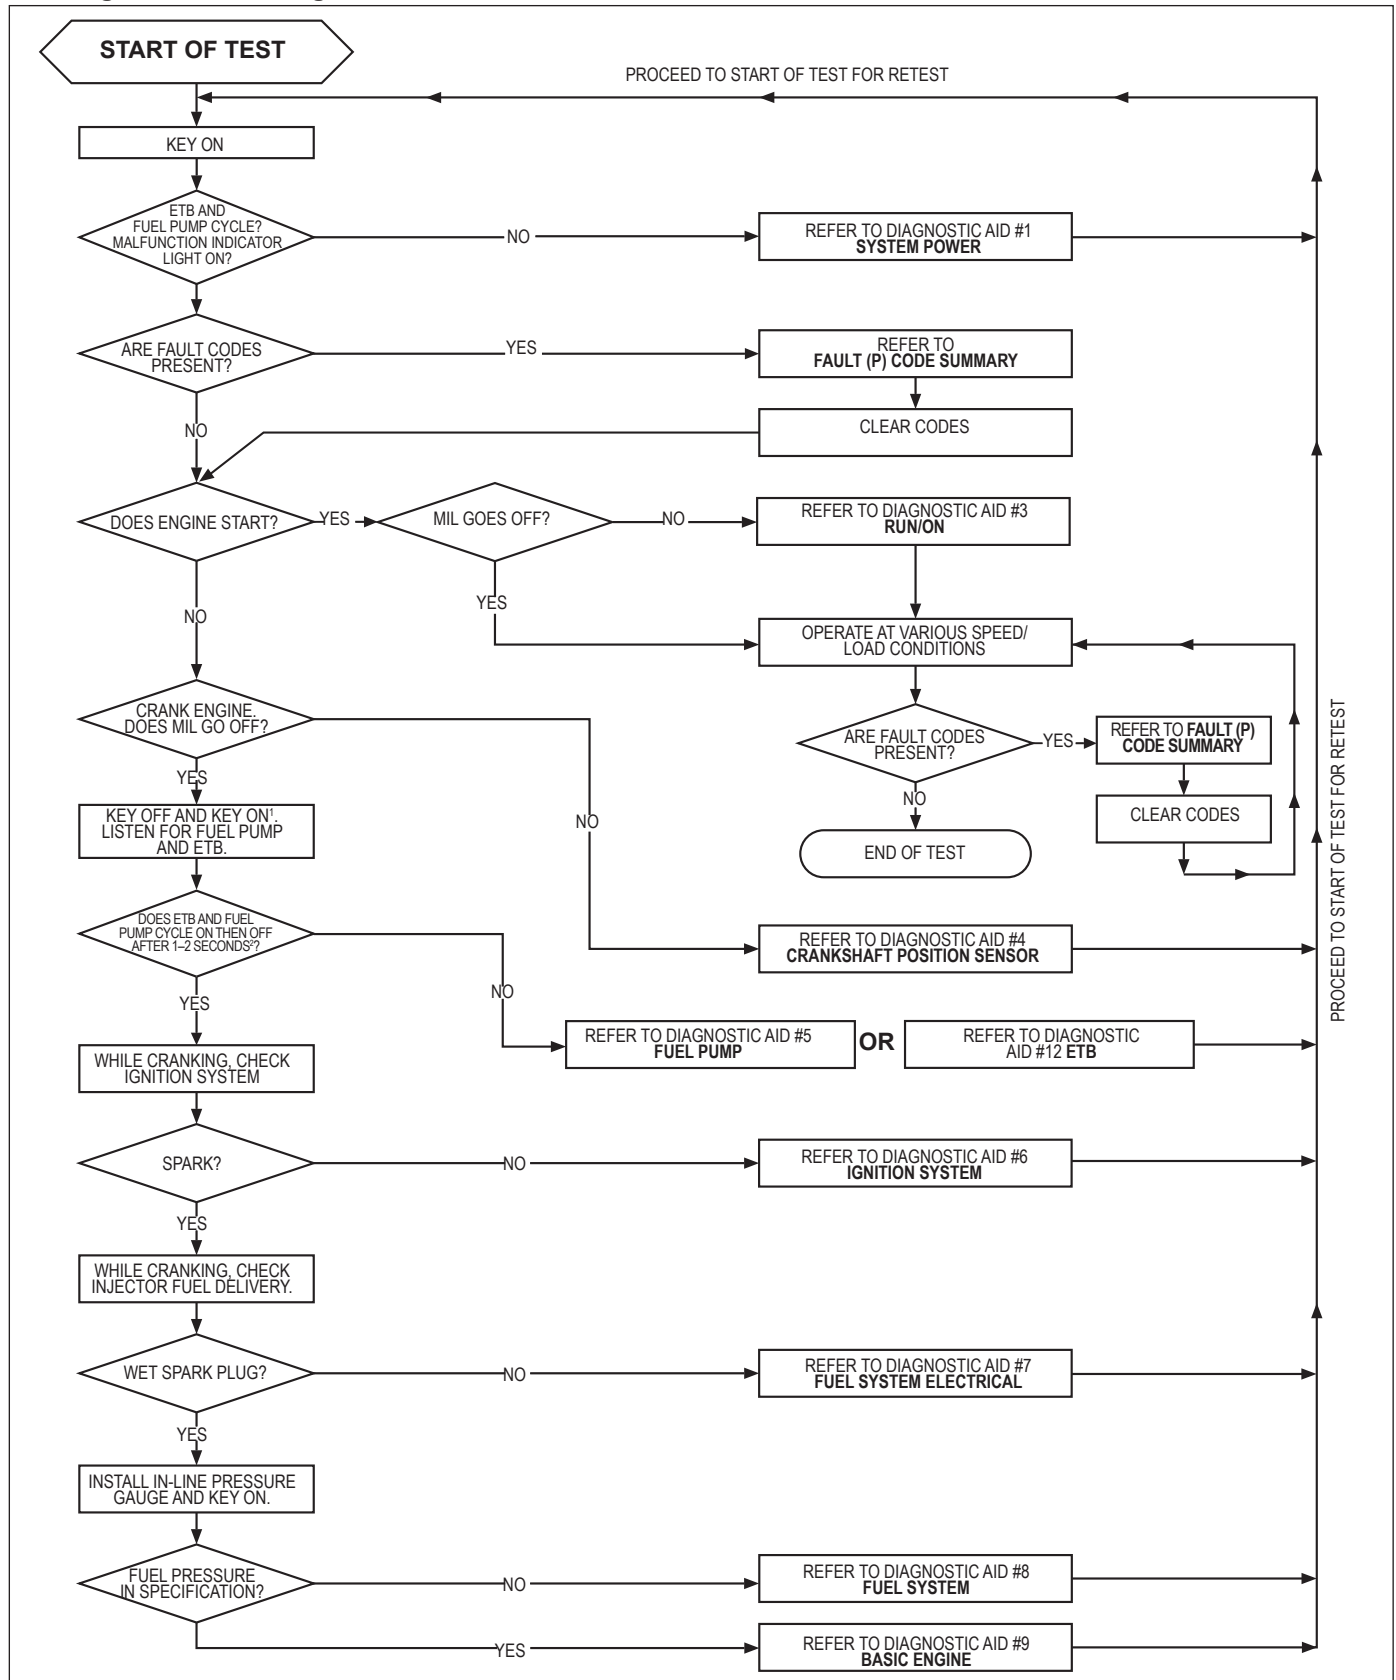 START OF TEST
PROCEED TO START OF TEST FOR RETEST
KEY ON
ETB AND
FUEL PUMP CYCLE?
MALFUNCTION INDICATOR
LIGHT ON?
NO
REFER TO DIAGNOSTIC AID #1
SYSTEM POWER
ARE FAULT CODES
PRESENT?
YES
REFER TO
FAULT (P) CODE SUMMARY
CLEAR CODES
NO
DOES ENGINE START?
YES
MIL GOES OFF?
NO
REFER TO DIAGNOSTIC AID #3
RUN/ON
YES
NO
OPERATE AT VARIOUS SPEED/
LOAD CONDITIONS
CRANK ENGINE.
DOES MIL GO OFF?
ARE FAULT CODES
PRESENT?
YES
REFER TO FAULT (P)
CODE SUMMARY
YES
NO
CLEAR CODES
KEY OFF AND KEY ON¹.
LISTEN FOR FUEL PUMP
AND ETB.
NO
END OF TEST
PROCEED TO START OF TEST FOR RETEST
DOES ETB AND FUEL
PUMP CYCLE ON THEN OFF
AFTER 1–2 SECONDS²?
REFER TO DIAGNOSTIC AID #4
CRANKSHAFT POSITION SENSOR
NO
YES
REFER TO DIAGNOSTIC AID #5
FUEL PUMP
OR
REFER TO DIAGNOSTIC
AID #12 ETB
WHILE CRANKING, CHECK
IGNITION SYSTEM
SPARK?
NO
REFER TO DIAGNOSTIC AID #6
IGNITION SYSTEM
YES
WHILE CRANKING, CHECK
INJECTOR FUEL DELIVERY.
WET SPARK PLUG?
NO
REFER TO DIAGNOSTIC AID #7
FUEL SYSTEM ELECTRICAL
YES
INSTALL IN-LINE PRESSURE
GAUGE AND KEY ON.
FUEL PRESSURE
IN SPECIFICATION?
NO
REFER TO DIAGNOSTIC AID #8
FUEL SYSTEM
YES
REFER TO DIAGNOSTIC AID #9
BASIC ENGINE